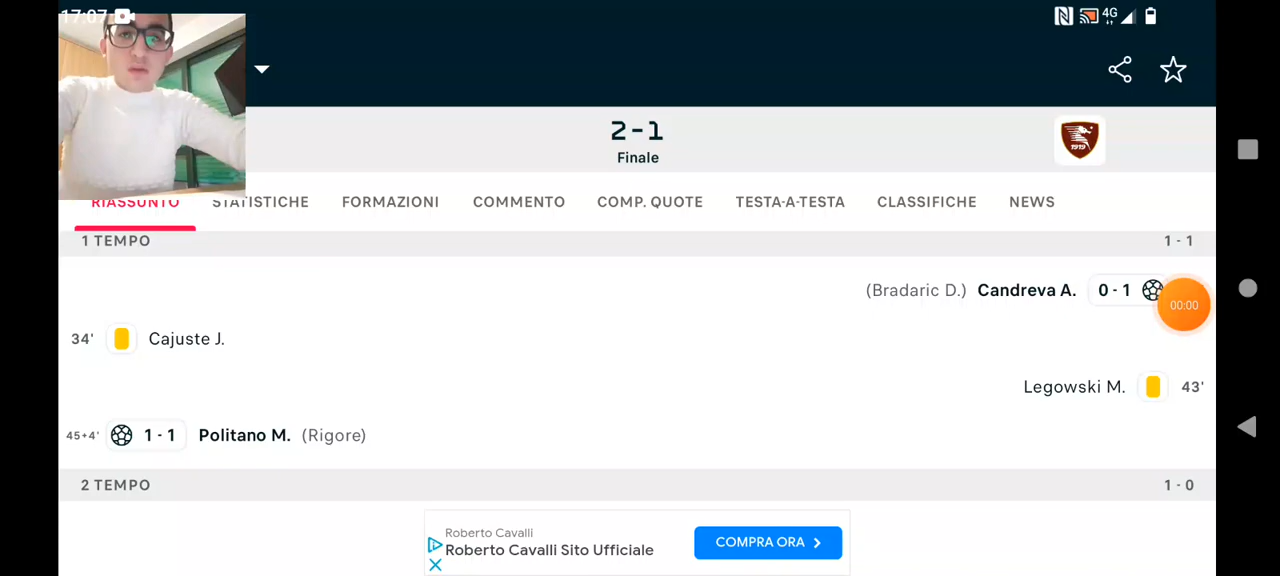 17:07
4G
2-1
Finale
1919
RIASSUNTO STATISTICHE FORMAZIONI COMMENTO COMP. QUOTE TESTA-A-TESTA CLASSIFICHE NEWS
1 TEMPO 1 - 1
(Bradaric D.) Candreva A. 0 - 1
00:00
34' Cajuste J.
Legowski M. 43'
45+4' 1 - 1 Politano M. (Rigore)
2 TEMPO 1 - 0
Roberto Cavalli
Roberto Cavalli Sito Ufficiale
COMPRA ORA